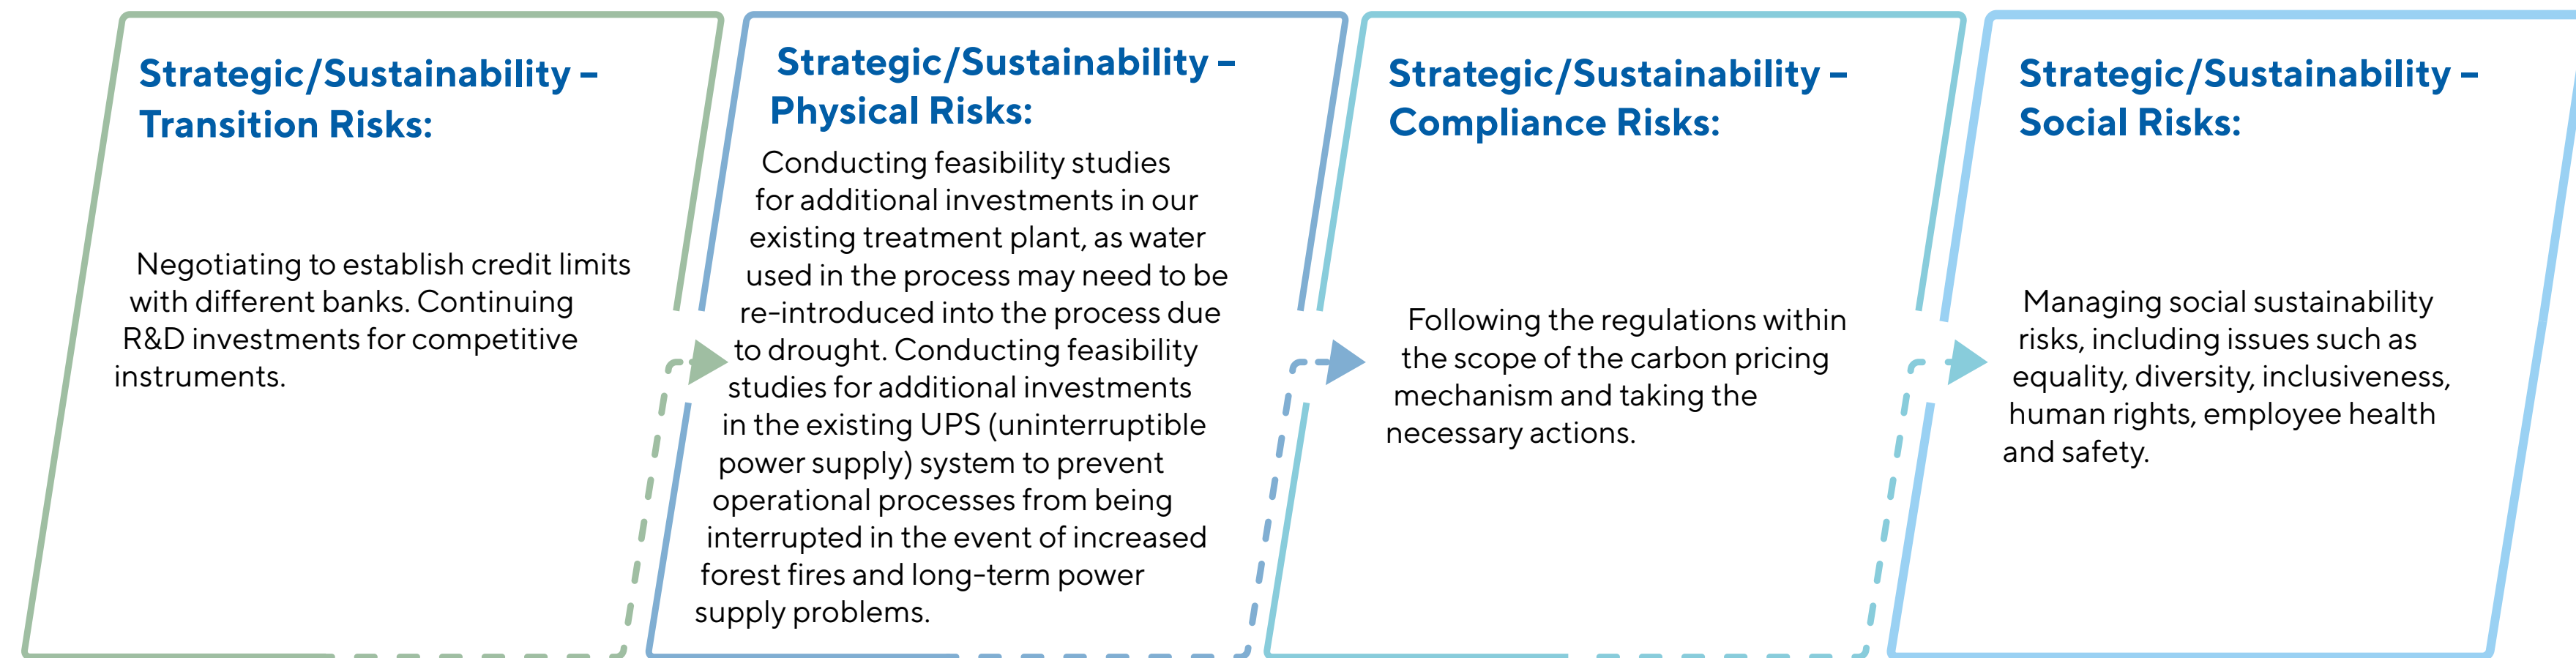 Strategic/Sustainability –
Transition Risks:
Negotiating to establish credit limits
with different banks. Continuing
R&D investments for competitive
instruments.
Strategic/Sustainability –
Physical Risks:
Conducting feasibility studies
for additional investments in our
existing treatment plant, as water
used in the process may need to be
re-introduced into the process due
to drought. Conducting feasibility
studies for additional investments
in the existing UPS (uninterruptible
power supply) system to prevent
operational processes from being
interrupted in the event of increased
forest fires and long-term power
supply problems.
Strategic/Sustainability –
Compliance Risks:
Following the regulations within
the scope of the carbon pricing
mechanism and taking the
necessary actions.
Strategic/Sustainability –
Social Risks:
Managing social sustainability
risks, including issues such as
equality, diversity, inclusiveness,
human rights, employee health
and safety.